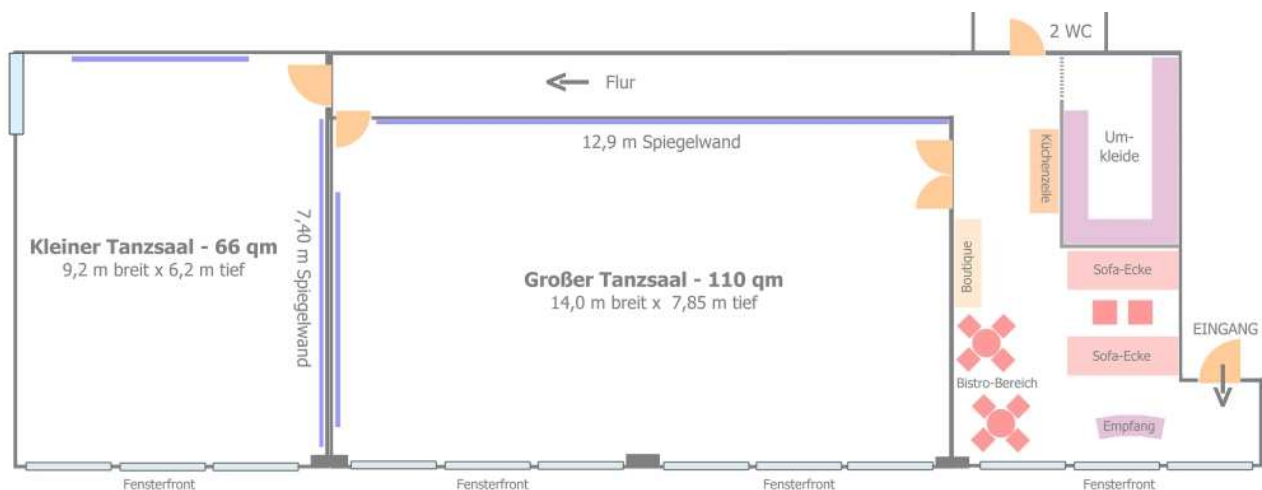 2 WC
Flur
12,9 m Spiegelwand
Um-
kleide
Küchenzeile
7,40 m Spiegelwand
Kleiner Tanzsaal - 66 qm
9,2 m breit x 6,2 m tief
Großer Tanzsaal - 110 qm
14,0 m breit x 7,85 m tief
Boutique
Sofa-Ecke
EINGANG
Sofa-Ecke
Bistro-Bereich
Empfang
Fensterfront
Fensterfront
Fensterfront
Fensterfront